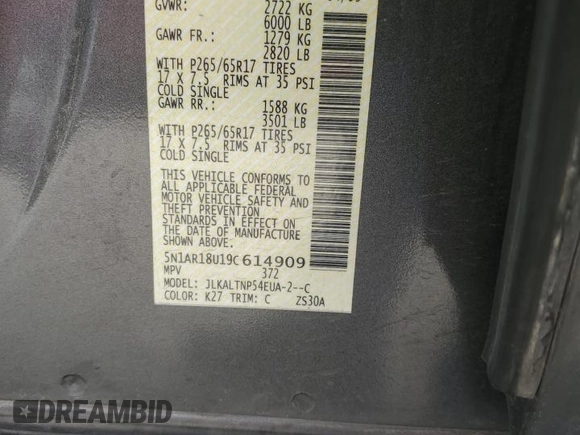 GVWR: 2722 KG
6000 LB
GAWR FR.: 1279 KG
2820 LB
WITH P265/65R17 TIRES
17 X 7.5 RIMS AT 35 PSI
COLD SINGLE
GAWR RR.: 1588 KG
3501 LB
WITH P265/65R17 TIRES
17 X 7.5 RIMS AT 35 PSI
COLD SINGLE
THIS VEHICLE CONFORMS TO
ALL APPLICABLE FEDERAL
MOTOR VEHICLE SAFETY AND
THEFT PREVENTION
STANDARDS IN EFFECT ON
THE DATE OF MANUFACTURE
SHOWN ABOVE.
5N1AR18U19C614909
MPV 372
MODEL: JLKALTNP54EUA-2--C
COLOR: K27 TRIM: C ZS30A
DREAMBID